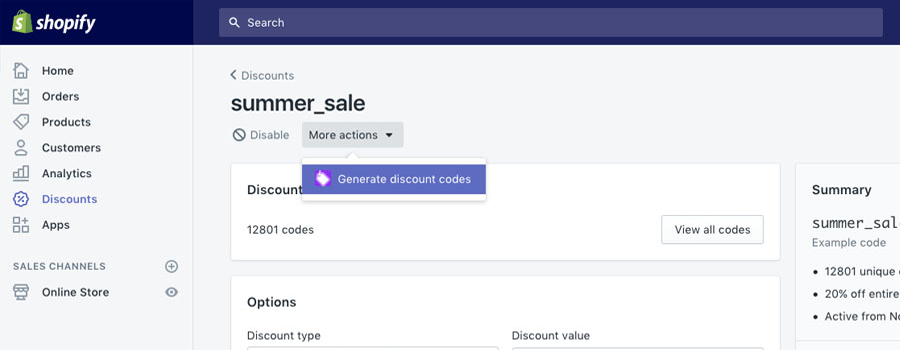 shopify
Search
Home
Orders
Products
Customers
Analytics
Discounts
Apps
SALES CHANNELS
Online Store
Discounts
summer_sale
Disable
More actions
Generate discount codes
Discount
12801 codes
View all codes
Options
Discount type
Discount value
Summary
summer_sal
Example code
12801 unique
20% off entire
Active from